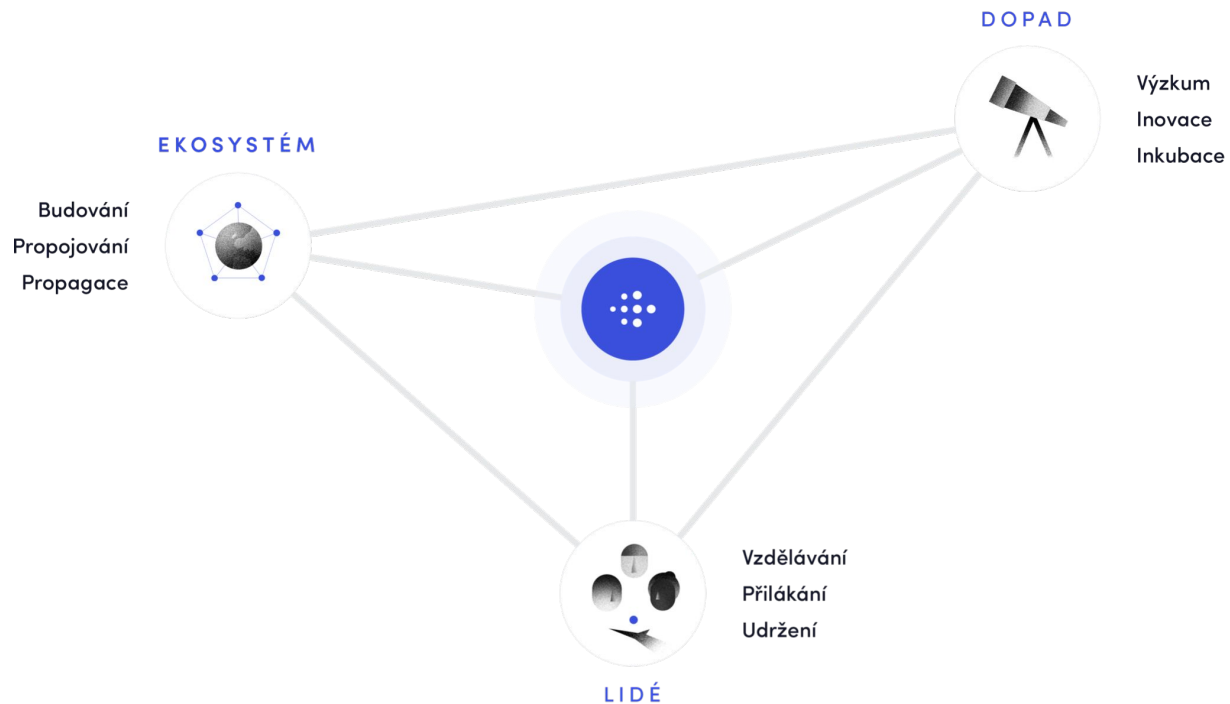 DOPAD
Výzkum
Inovace
Inkubace
EKOSYSTÉM
Budování
Propojování
Propagace
Vzdělávání
Přilákání
Udržení
LIDÉ